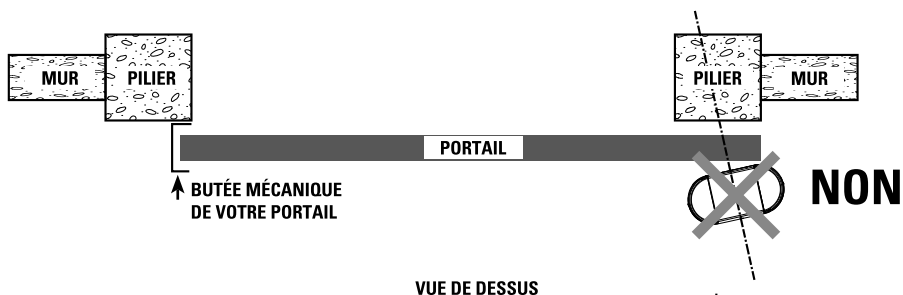 MUR PILIER PILIER MUR
PORTAIL
BUTÉE MÉCANIQUE
DE VOTRE PORTAIL
NON
VUE DE DESSUS